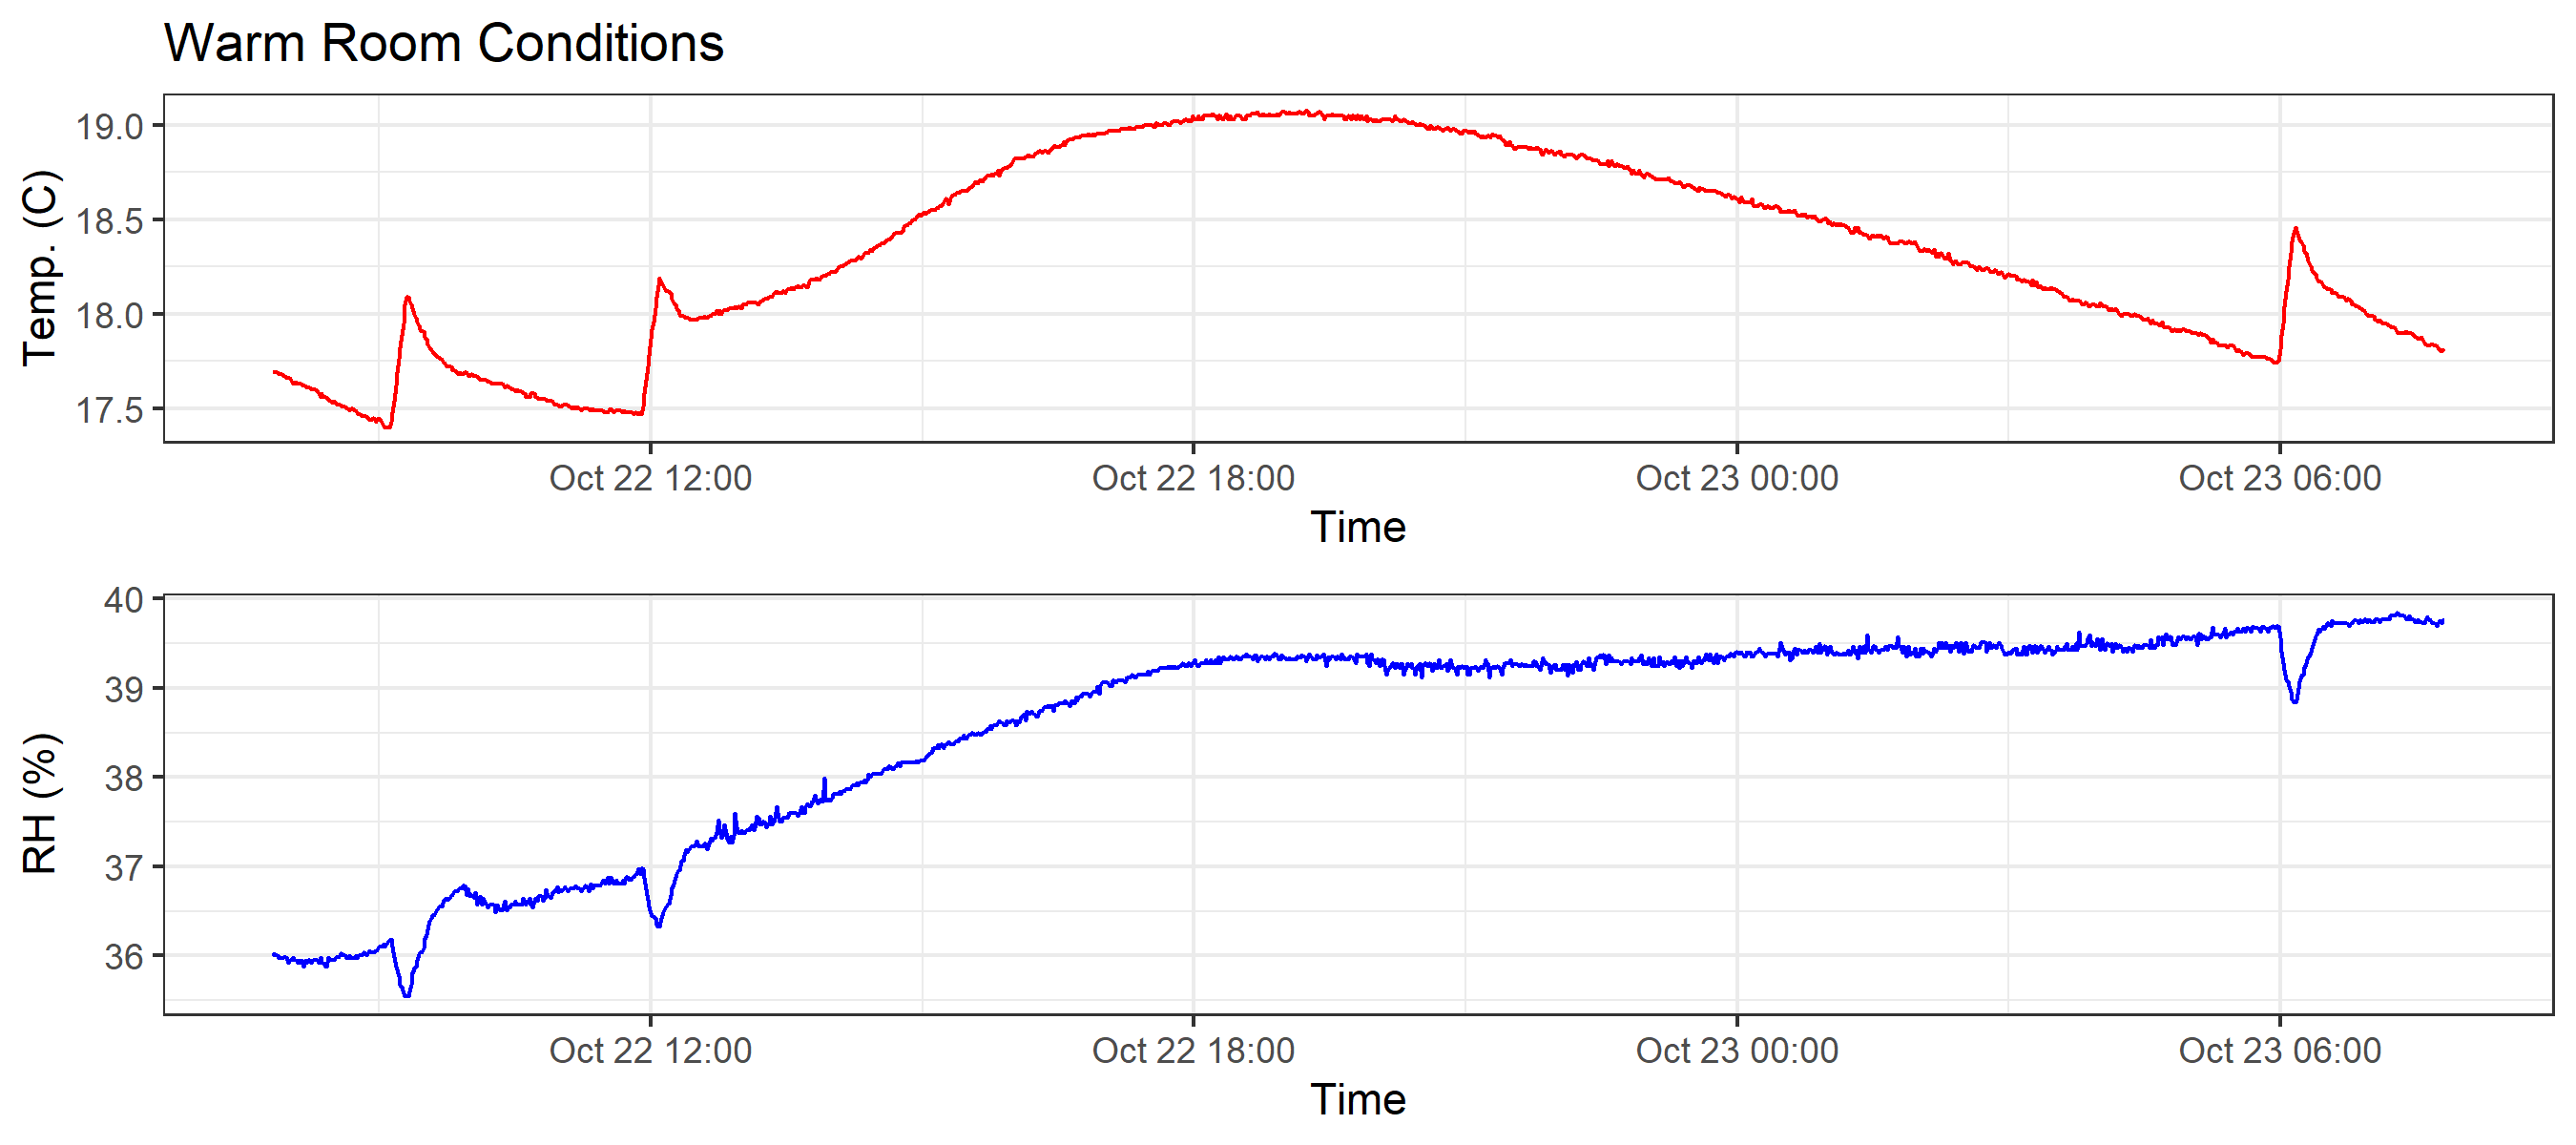 Warm Room Conditions
19.0
18.5
18.0
17.5
Temp. (C)
Oct 22 12:00 Oct 22 18:00 Oct 23 00:00 Oct 23 06:00
Time
40
39
38
37
36
RH (%)
Oct 22 12:00 Oct 22 18:00 Oct 23 00:00 Oct 23 06:00
Time